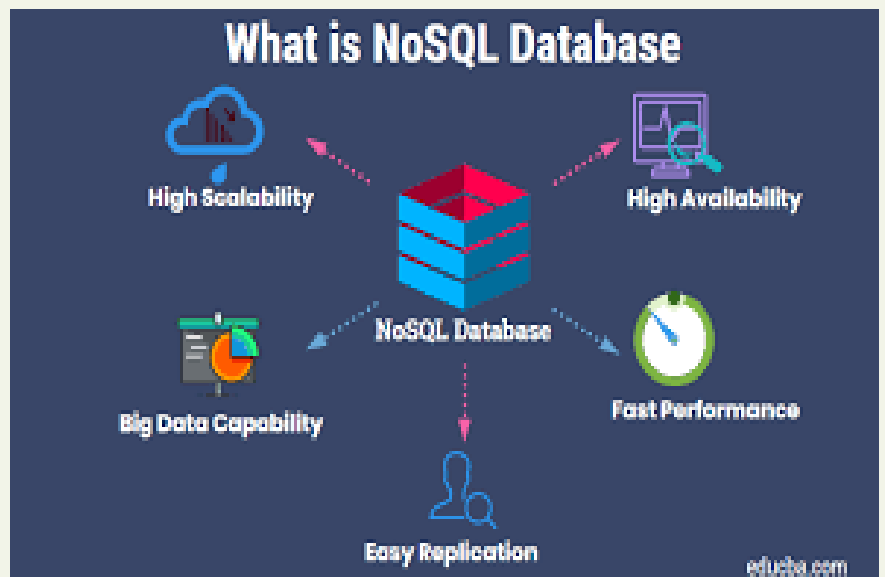 What is NoSQL Database
High Scalability
High Availability
NoSQL Database
Big Data Capability
Fast Performance
Easy Replication
educba.com